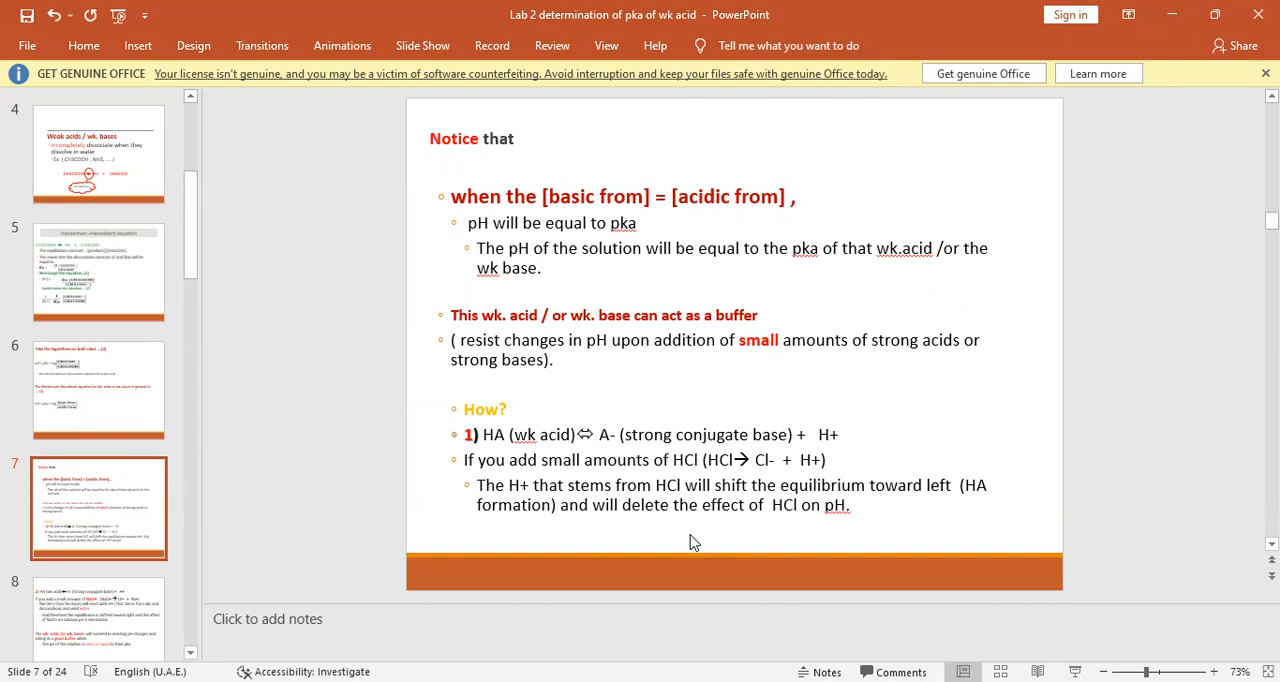 Lab 2 determination of pka of wk acid - PowerPoint
Sign in
File Home Insert Design Transitions Animations Slide Show Record Review View Help Tell me what you want to do Share
GET GENUINE OFFICE Your license isn't genuine, and you may be a victim of software counterfeiting. Avoid interruption and keep your files safe with genuine Office today. Get genuine Office Learn more
4
Weak acids / wk. bases
Incompletely dissociate when they
dissolve in water
Ex ( CH3COOH , NH3, ....)
5
Henderson –Hasselbalch equation
6
Take the logarithms on both sides ....(3)
7
8
Notice that
when the [basic from] = [acidic from] ,
pH will be equal to pka
The pH of the solution will be equal to the pka of that wk.acid /or the
wk base.
This wk. acid / or wk. base can act as a buffer
( resist changes in pH upon addition of small amounts of strong acids or
strong bases).
How?
1) HA (wk acid)⇔ A- (strong conjugate base) + H+
If you add small amounts of HCl (HCl→ Cl- + H+)
The H+ that stems from HCl will shift the equilibrium toward left (HA
formation) and will delete the effect of HCl on pH.
Click to add notes
Slide 7 of 24 English (U.A.E.) Accessibility: Investigate Notes Comments 73%